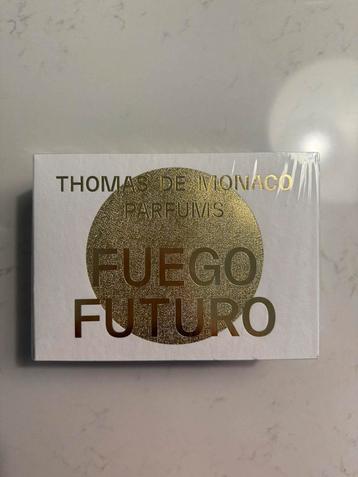 THOMAS DE MONACO
PARFUMS
FUEGO
FUTURO